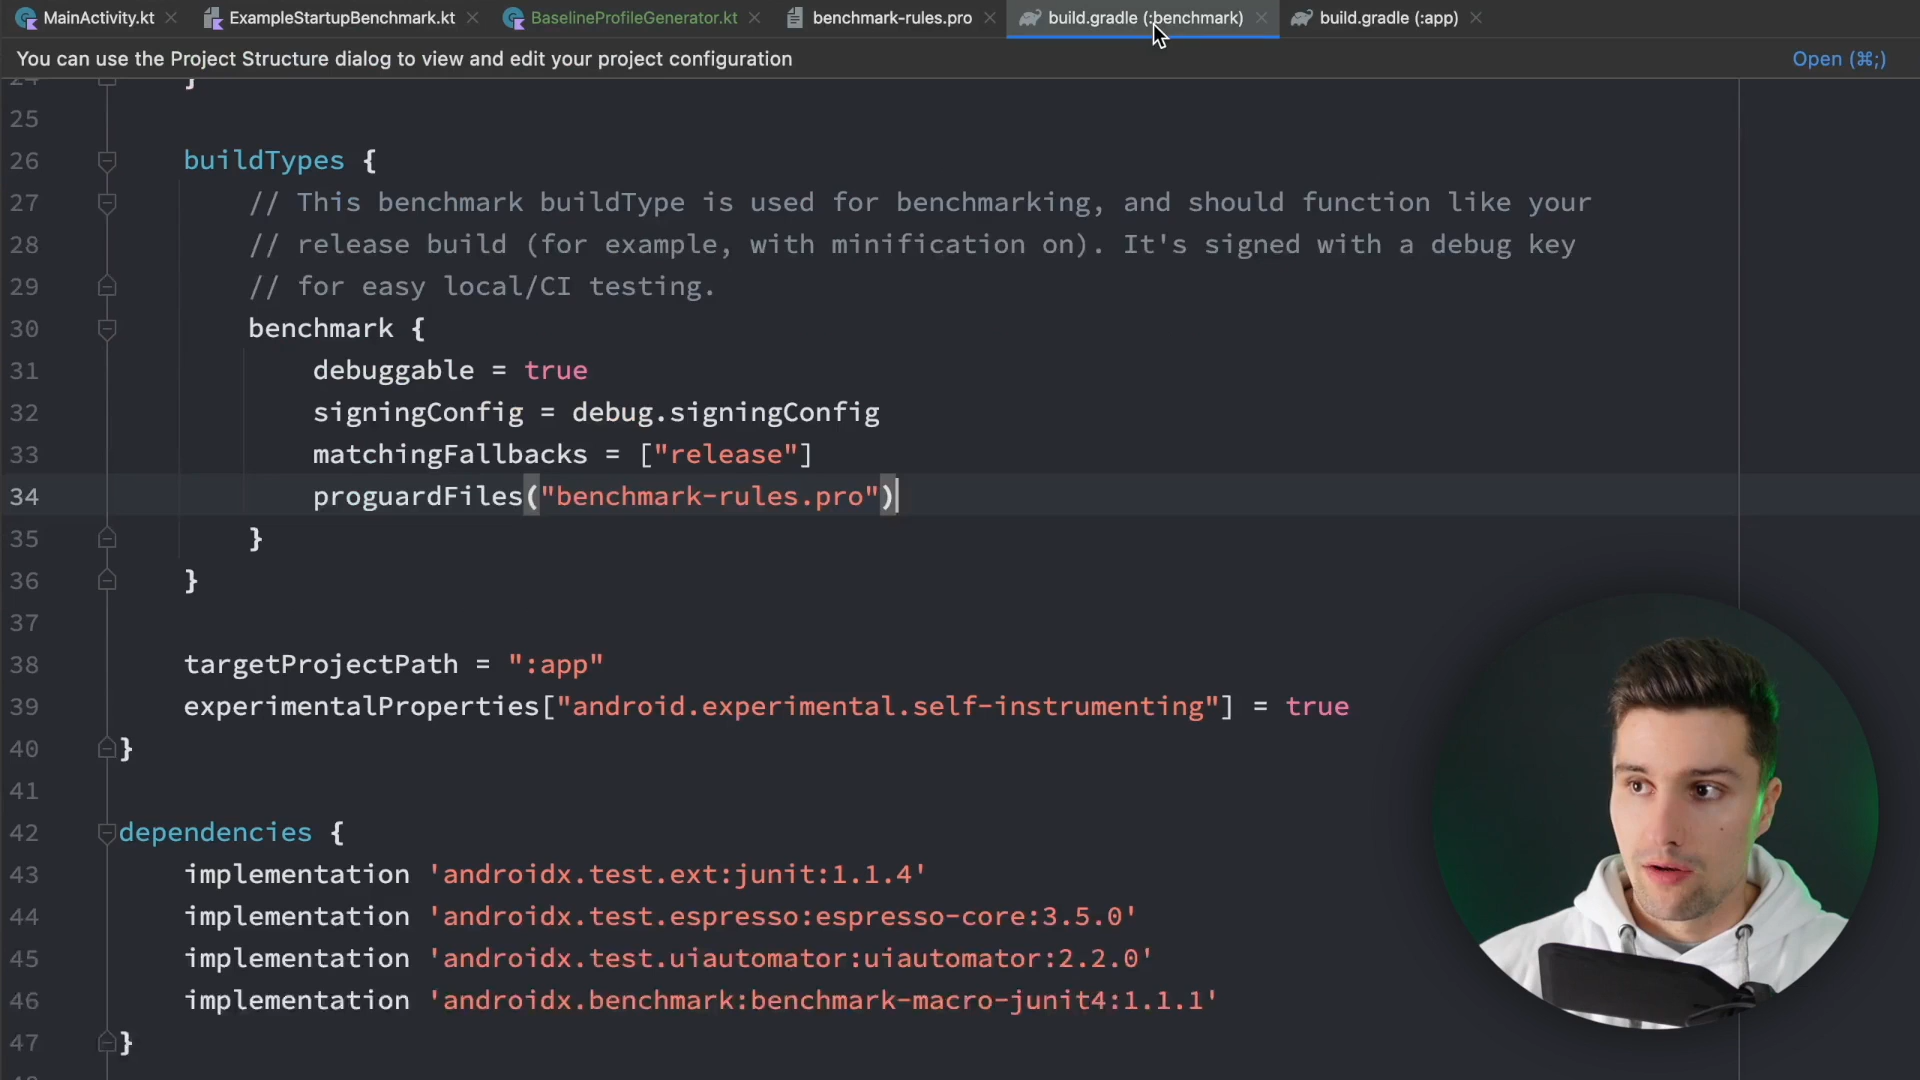 MainActivity.kt ExampleStartupBenchmark.kt BaselineProfileGenerator.kt benchmark-rules.pro build.gradle (:benchmark) build.gradle (:app)
You can use the Project Structure dialog to view and edit your project configuration Open (⌘;)
24 }
25
26 buildTypes {
27 // This benchmark buildType is used for benchmarking, and should function like your
28 // release build (for example, with minification on). It's signed with a debug key
29 // for easy local/CI testing.
30 benchmark {
31 debuggable = true
32 signingConfig = debug.signingConfig
33 matchingFallbacks = ["release"]
34 proguardFiles("benchmark-rules.pro")
35 }
36 }
37
38 targetProjectPath = ":app"
39 experimentalProperties["android.experimental.self-instrumenting"] = true
40 }
41
42 dependencies {
43 implementation 'androidx.test.ext:junit:1.1.4'
44 implementation 'androidx.test.espresso:espresso-core:3.5.0'
45 implementation 'androidx.test.uiautomator:uiautomator:2.2.0'
46 implementation 'androidx.benchmark:benchmark-macro-junit4:1.1.1'
47 }